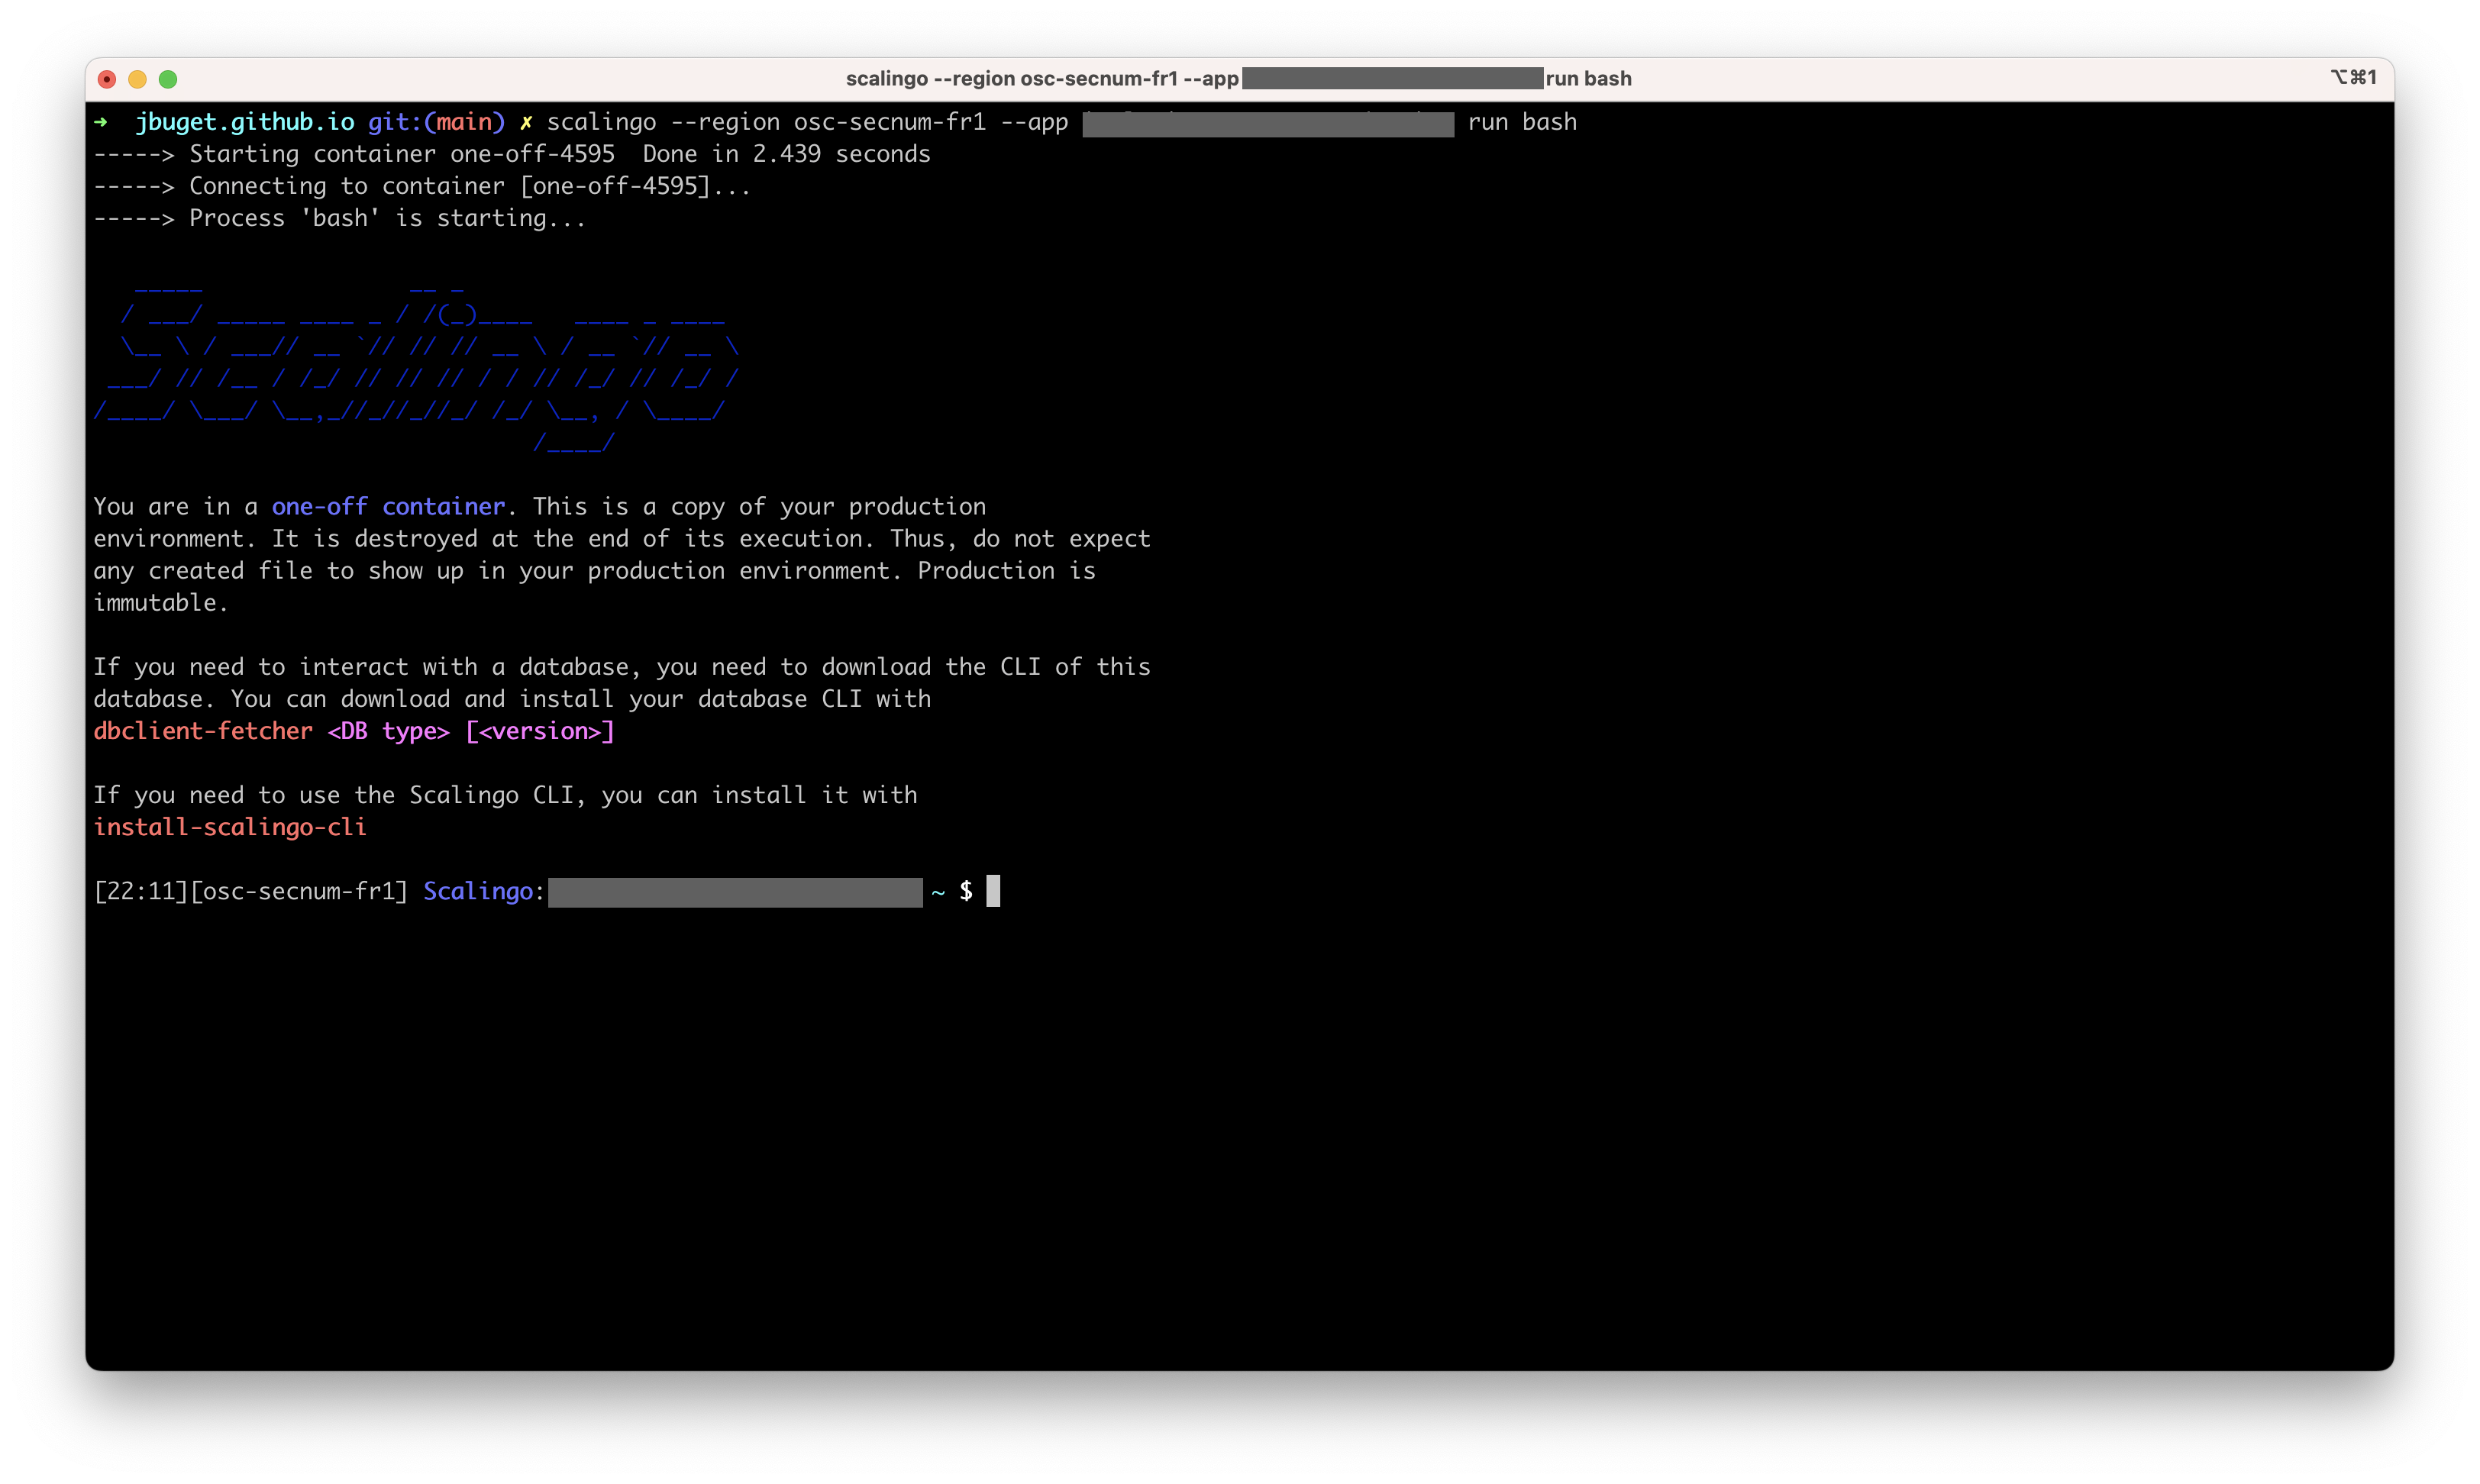 scalingo --region osc-secnum-fr1 --app run bash ⌥⌘1
➜  jbuget.github.io git:(main) ✗ scalingo --region osc-secnum-fr1 --app run bash
-----> Starting container one-off-4595  Done in 2.439 seconds
-----> Connecting to container [one-off-4595]...
-----> Process 'bash' is starting...
Scalingo
You are in a one-off container. This is a copy of your production
environment. It is destroyed at the end of its execution. Thus, do not expect
any created file to show up in your production environment. Production is
immutable.
If you need to interact with a database, you need to download the CLI of this
database. You can download and install your database CLI with
dbclient-fetcher <DB type> [<version>]
If you need to use the Scalingo CLI, you can install it with
install-scalingo-cli
[22:11][osc-secnum-fr1] Scalingo: ~ $